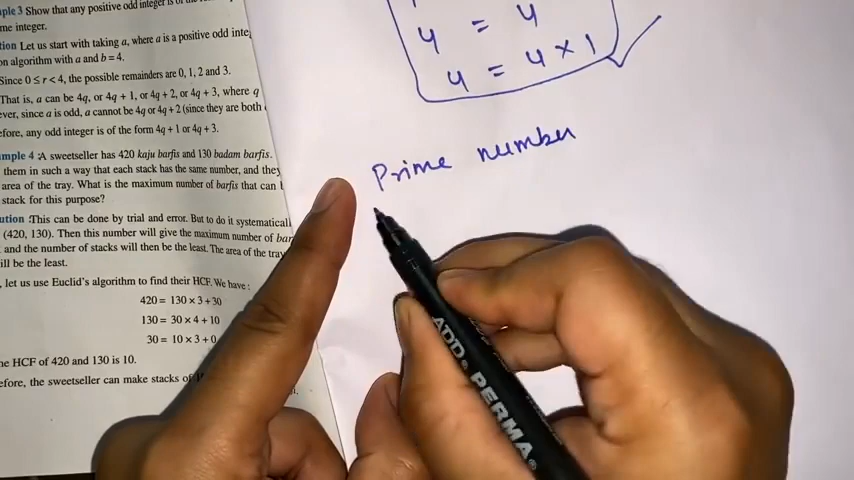 ple 3 Show that any positive odd integer is of the
me integer.
tion Let us start with taking a, where a is a positive odd inte
on algorithm with a and b = 4.
Since 0 ≤ r < 4, the possible remainders are 0, 1, 2 and 3.
That is, a can be 4q, or 4q + 1, or 4q + 2, or 4q + 3, where q
ever, since a is odd, a cannot be 4q or 4q + 2 (since they are both
efore, any odd integer is of the form 4q + 1 or 4q + 3.
mple 4 : A sweetseller has 420 kaju barfis and 130 badam barfis.
them in such a way that each stack has the same number, and they
area of the tray. What is the maximum number of barfis that can
stack for this purpose?
ution : This can be done by trial and error. But to do it systematicall
(420, 130). Then this number will give the maximum number of bar
and the number of stacks will then be the least. The area of the tray
ill be the least.
, let us use Euclid's algorithm to find their HCF. We have :
420 = 130 × 3 + 30
130 = 30 × 4 + 10
30 = 10 × 3 + 0
he HCF of 420 and 130 is 10.
efore, the sweetseller can make stacks of
4 = 4
4 = 4 × 1
Prime number
ADD PERMA